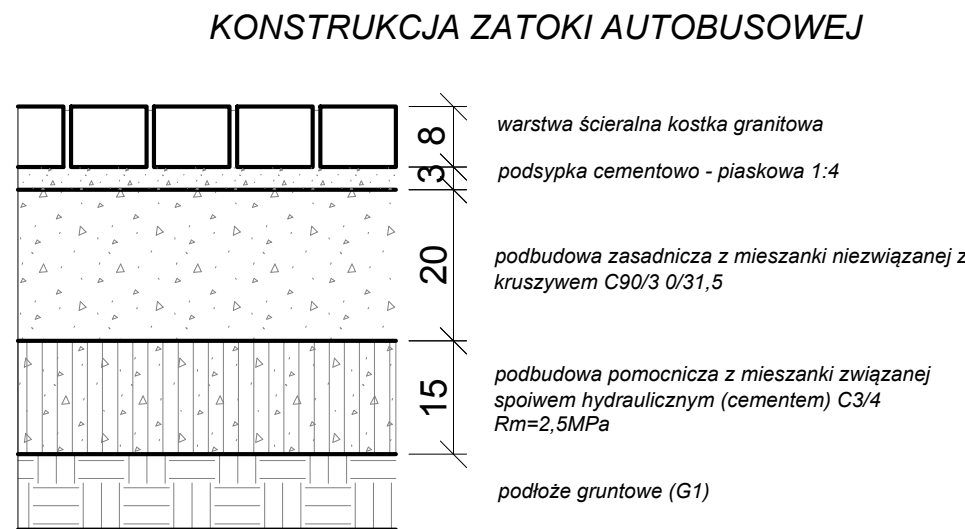 KONSTRUKCJA ZATOKI AUTOBUSOWEJ
8
warstwa ścieralna kostka granitowa
3
podsypka cementowo - piaskowa 1:4
20
podbudowa zasadnicza z mieszanki niezwiązanej z
kruszywem C90/3 0/31,5
15
podbudowa pomocnicza z mieszanki związanej
spoiwem hydraulicznym (cementem) C3/4
Rm=2,5MPa
podłoże gruntowe (G1)